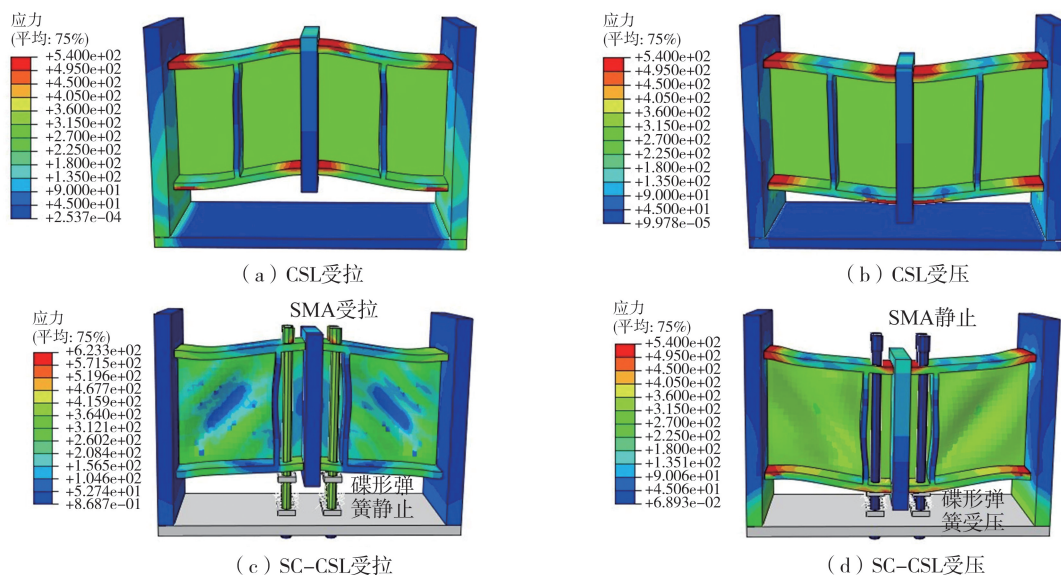 应力
(平均: 75%)
+5.400e+02
+4.950e+02
+4.500e+02
+4.050e+02
+3.600e+02
+3.150e+02
+2.700e+02
+2.250e+02
+1.800e+02
+1.350e+02
+9.000e+01
+4.500e+01
+2.537e-04
(a)CSL受拉
应力
(平均: 75%)
+5.400e+02
+4.950e+02
+4.500e+02
+4.050e+02
+3.600e+02
+3.150e+02
+2.700e+02
+2.250e+02
+1.800e+02
+1.350e+02
+9.000e+01
+4.500e+01
+9.978e-05
(b)CSL受压
应力
(平均: 75%)
+6.233e+02
+5.715e+02
+5.196e+02
+4.677e+02
+4.159e+02
+3.640e+02
+3.121e+02
+2.602e+02
+2.084e+02
+1.565e+02
+1.046e+02
+5.274e+01
+8.687e-01
SMA受拉
碟形弹
簧静止
(c)SC-CSL受拉
应力
(平均: 75%)
+5.400e+02
+4.950e+02
+4.500e+02
+4.050e+02
+3.600e+02
+3.150e+02
+2.700e+02
+2.250e+02
+1.800e+02
+1.351e+02
+9.006e+01
+4.506e+01
+6.893e-02
SMA静止
碟形弹
簧受压
(d)SC-CSL受压